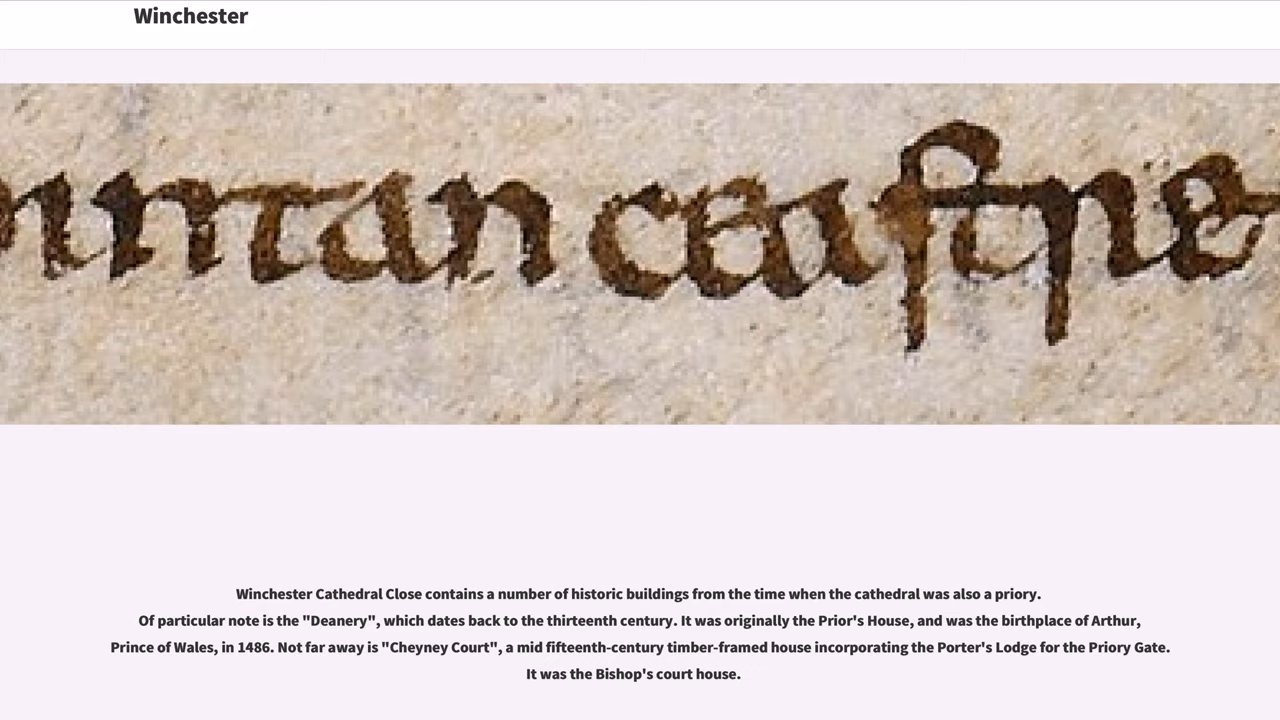 Winchester
ƿintan ceastre
Winchester Cathedral Close contains a number of historic buildings from the time when the cathedral was also a priory.
Of particular note is the "Deanery", which dates back to the thirteenth century. It was originally the Prior's House, and was the birthplace of Arthur,
Prince of Wales, in 1486. Not far away is "Cheyney Court", a mid fifteenth-century timber-framed house incorporating the Porter's Lodge for the Priory Gate.
It was the Bishop's court house.